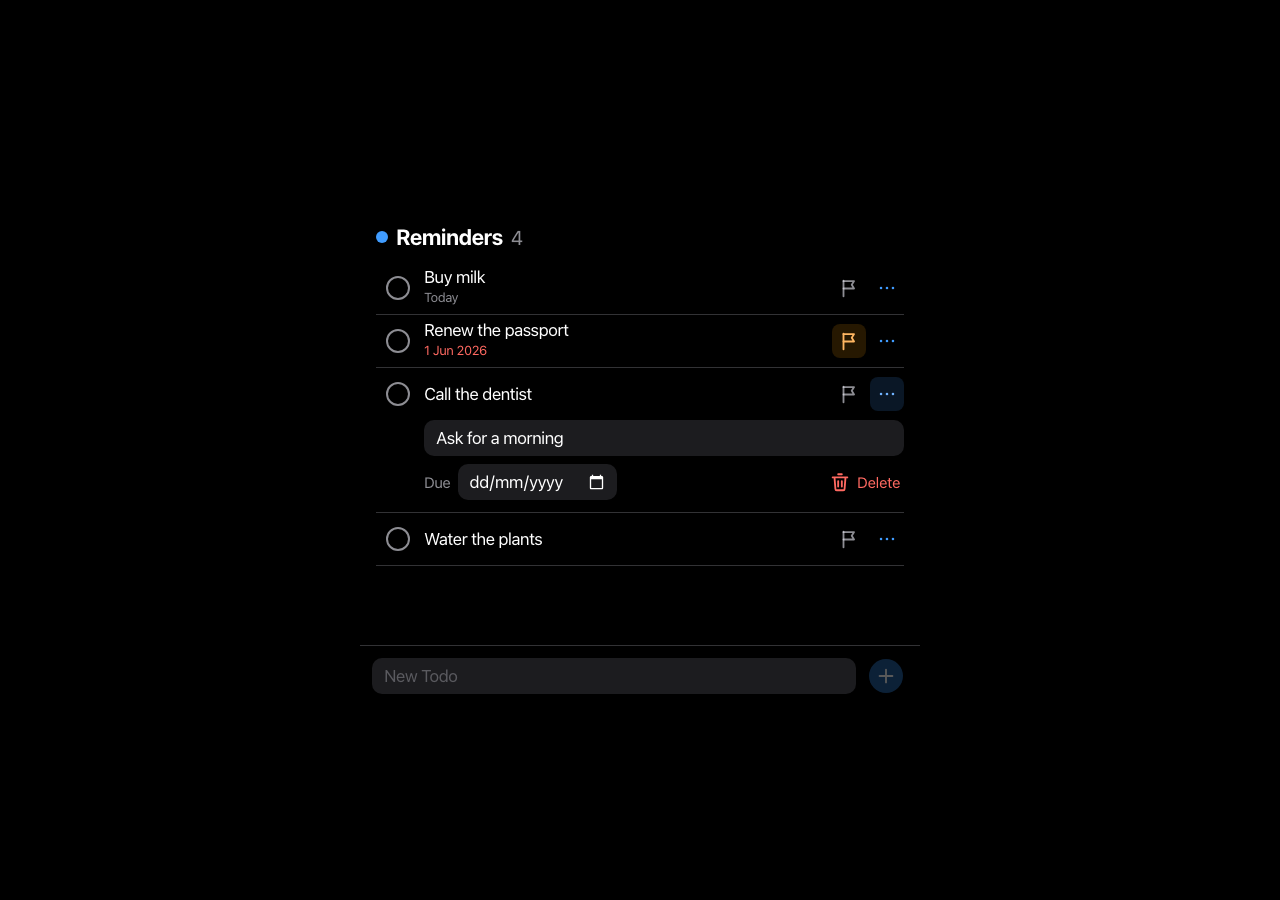 Reminders 4
Buy milk
Today
Renew the passport
1 Jun 2026
Call the dentist
Ask for a morning
Due dd/mm/yyyy Delete
Water the plants
New Todo